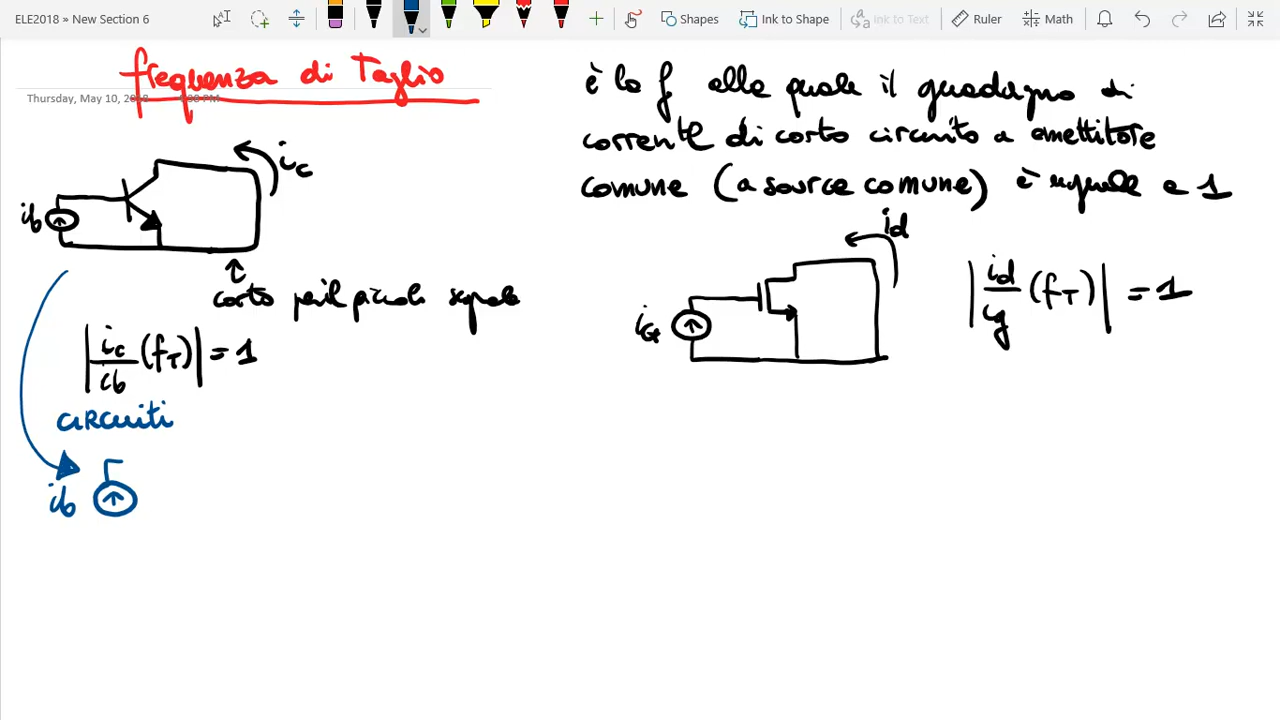 ELE2018 » New Section 6
Shapes
Ink to Shape
Ink to Text
Ruler
Math
frequenza di Taglio
Thursday, May 10, 2018
PM
è la f alla quale il guadagno di
corrente di corto circuito a emettitore
comune (a source comune) è uguale a 1
ic
ib
corto per il piccolo segnale
|ic/ib (fT)| = 1
id
iG
|id/ig (fT)| = 1
CIRCUITI
ib